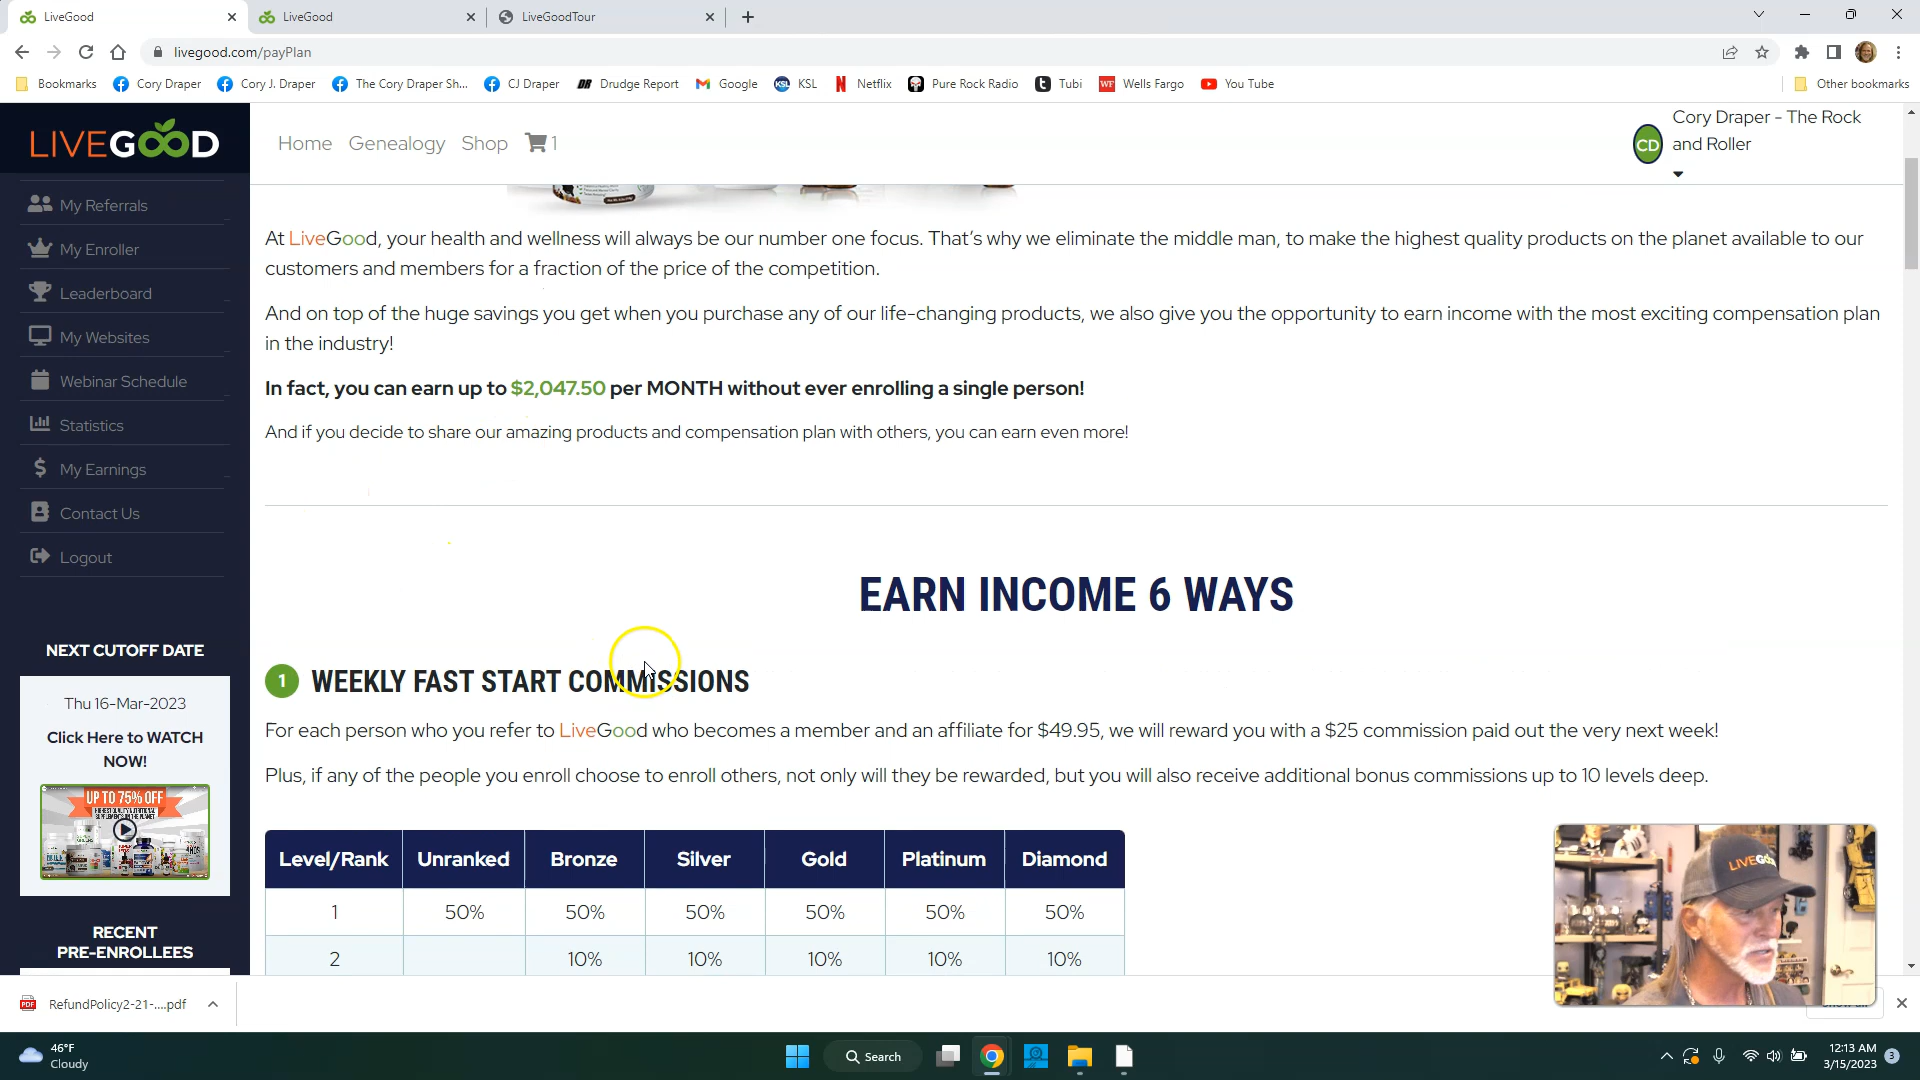 LiveGood
LiveGood
LiveGoodTour
livegood.com/payPlan
Bookmarks
Cory Draper
Cory J. Draper
The Cory Draper Sh...
CJ Draper
DR Drudge Report
Google
KSL KSL
Netflix
Pure Rock Radio
t Tubi
WF Wells Fargo
You Tube
Other bookmarks
LIVEGOOD
Home Genealogy Shop 1
CD Cory Draper - The Rock
and Roller
My Referrals
My Enroller
Leaderboard
My Websites
Webinar Schedule
Statistics
My Earnings
Contact Us
Logout
NEXT CUTOFF DATE
Thu 16-Mar-2023
Click Here to WATCH
NOW!
UP TO 75% OFF
HIGHEST QUALITY NUTRITIONAL
SUPPLEMENTS ON THE PLANET
RECENT
PRE-ENROLLEES
At LiveGood, your health and wellness will always be our number one focus. That’s why we eliminate the middle man, to make the highest quality products on the planet available to our
customers and members for a fraction of the price of the competition.
And on top of the huge savings you get when you purchase any of our life-changing products, we also give you the opportunity to earn income with the most exciting compensation plan
in the industry!
In fact, you can earn up to $2,047.50 per MONTH without ever enrolling a single person!
And if you decide to share our amazing products and compensation plan with others, you can earn even more!
EARN INCOME 6 WAYS
1 WEEKLY FAST START COMMISSIONS
For each person who you refer to LiveGood who becomes a member and an affiliate for $49.95, we will reward you with a $25 commission paid out the very next week!
Plus, if any of the people you enroll choose to enroll others, not only will they be rewarded, but you will also receive additional bonus commissions up to 10 levels deep.
Level/Rank Unranked Bronze Silver Gold Platinum Diamond
1 50% 50% 50% 50% 50% 50%
2 10% 10% 10% 10% 10%
LIVEGOOD
PDF RefundPolicy2-21-....pdf
46°F
Cloudy
Search
12:13 AM
3/15/2023
3